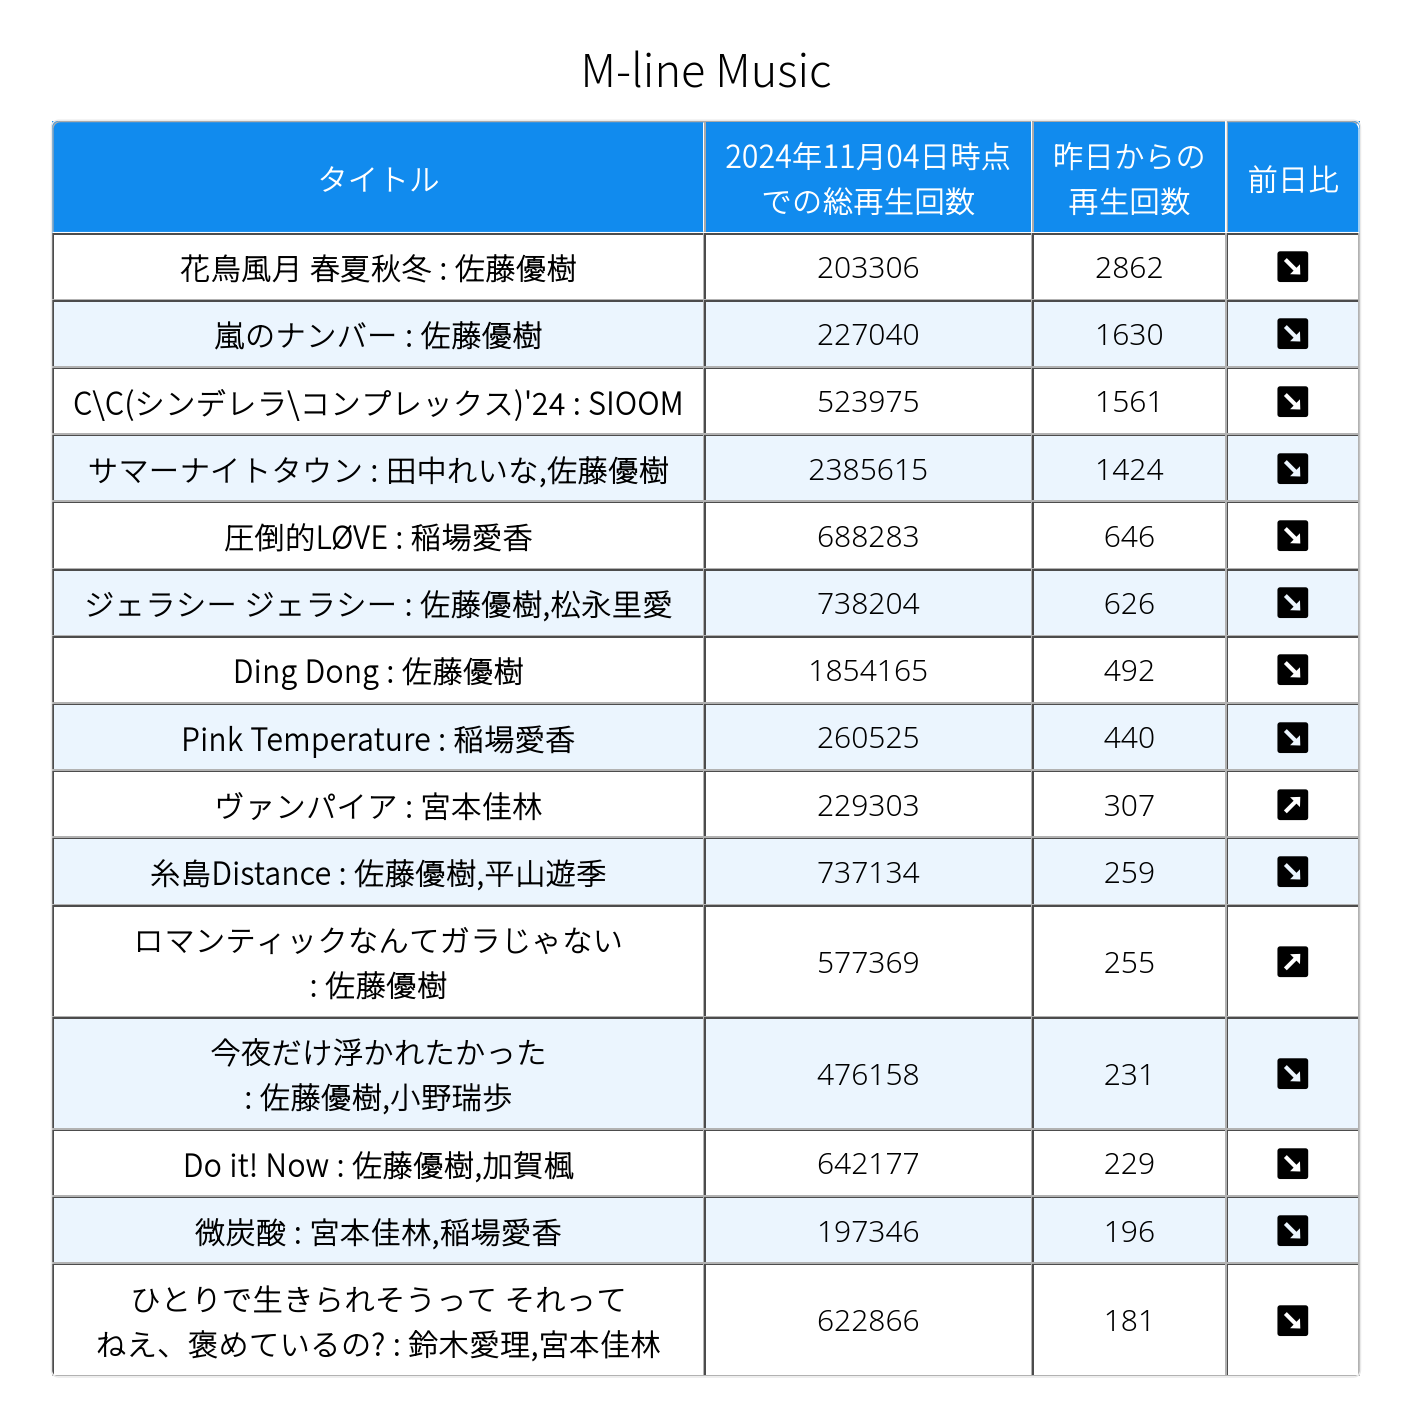 M-line Music
タイトル
2024年11月04日時点
での総再生回数
昨日からの
再生回数
前日比
花鳥風月 春夏秋冬 : 佐藤優樹
203306
2862
嵐のナンバー : 佐藤優樹
227040
1630
C\C(シンデレラ\コンプレックス)'24 : SIOOM
523975
1561
サマーナイトタウン : 田中れいな,佐藤優樹
2385615
1424
圧倒的LØVE : 稲場愛香
688283
646
ジェラシー ジェラシー : 佐藤優樹,松永里愛
738204
626
Ding Dong : 佐藤優樹
1854165
492
Pink Temperature : 稲場愛香
260525
440
ヴァンパイア : 宮本佳林
229303
307
糸島Distance : 佐藤優樹,平山遊季
737134
259
ロマンティックなんてガラじゃない
: 佐藤優樹
577369
255
今夜だけ浮かれたかった
: 佐藤優樹,小野瑞歩
476158
231
Do it! Now : 佐藤優樹,加賀楓
642177
229
微炭酸 : 宮本佳林,稲場愛香
197346
196
ひとりで生きられそうって それって
ねえ、褒めているの? : 鈴木愛理,宮本佳林
622866
181